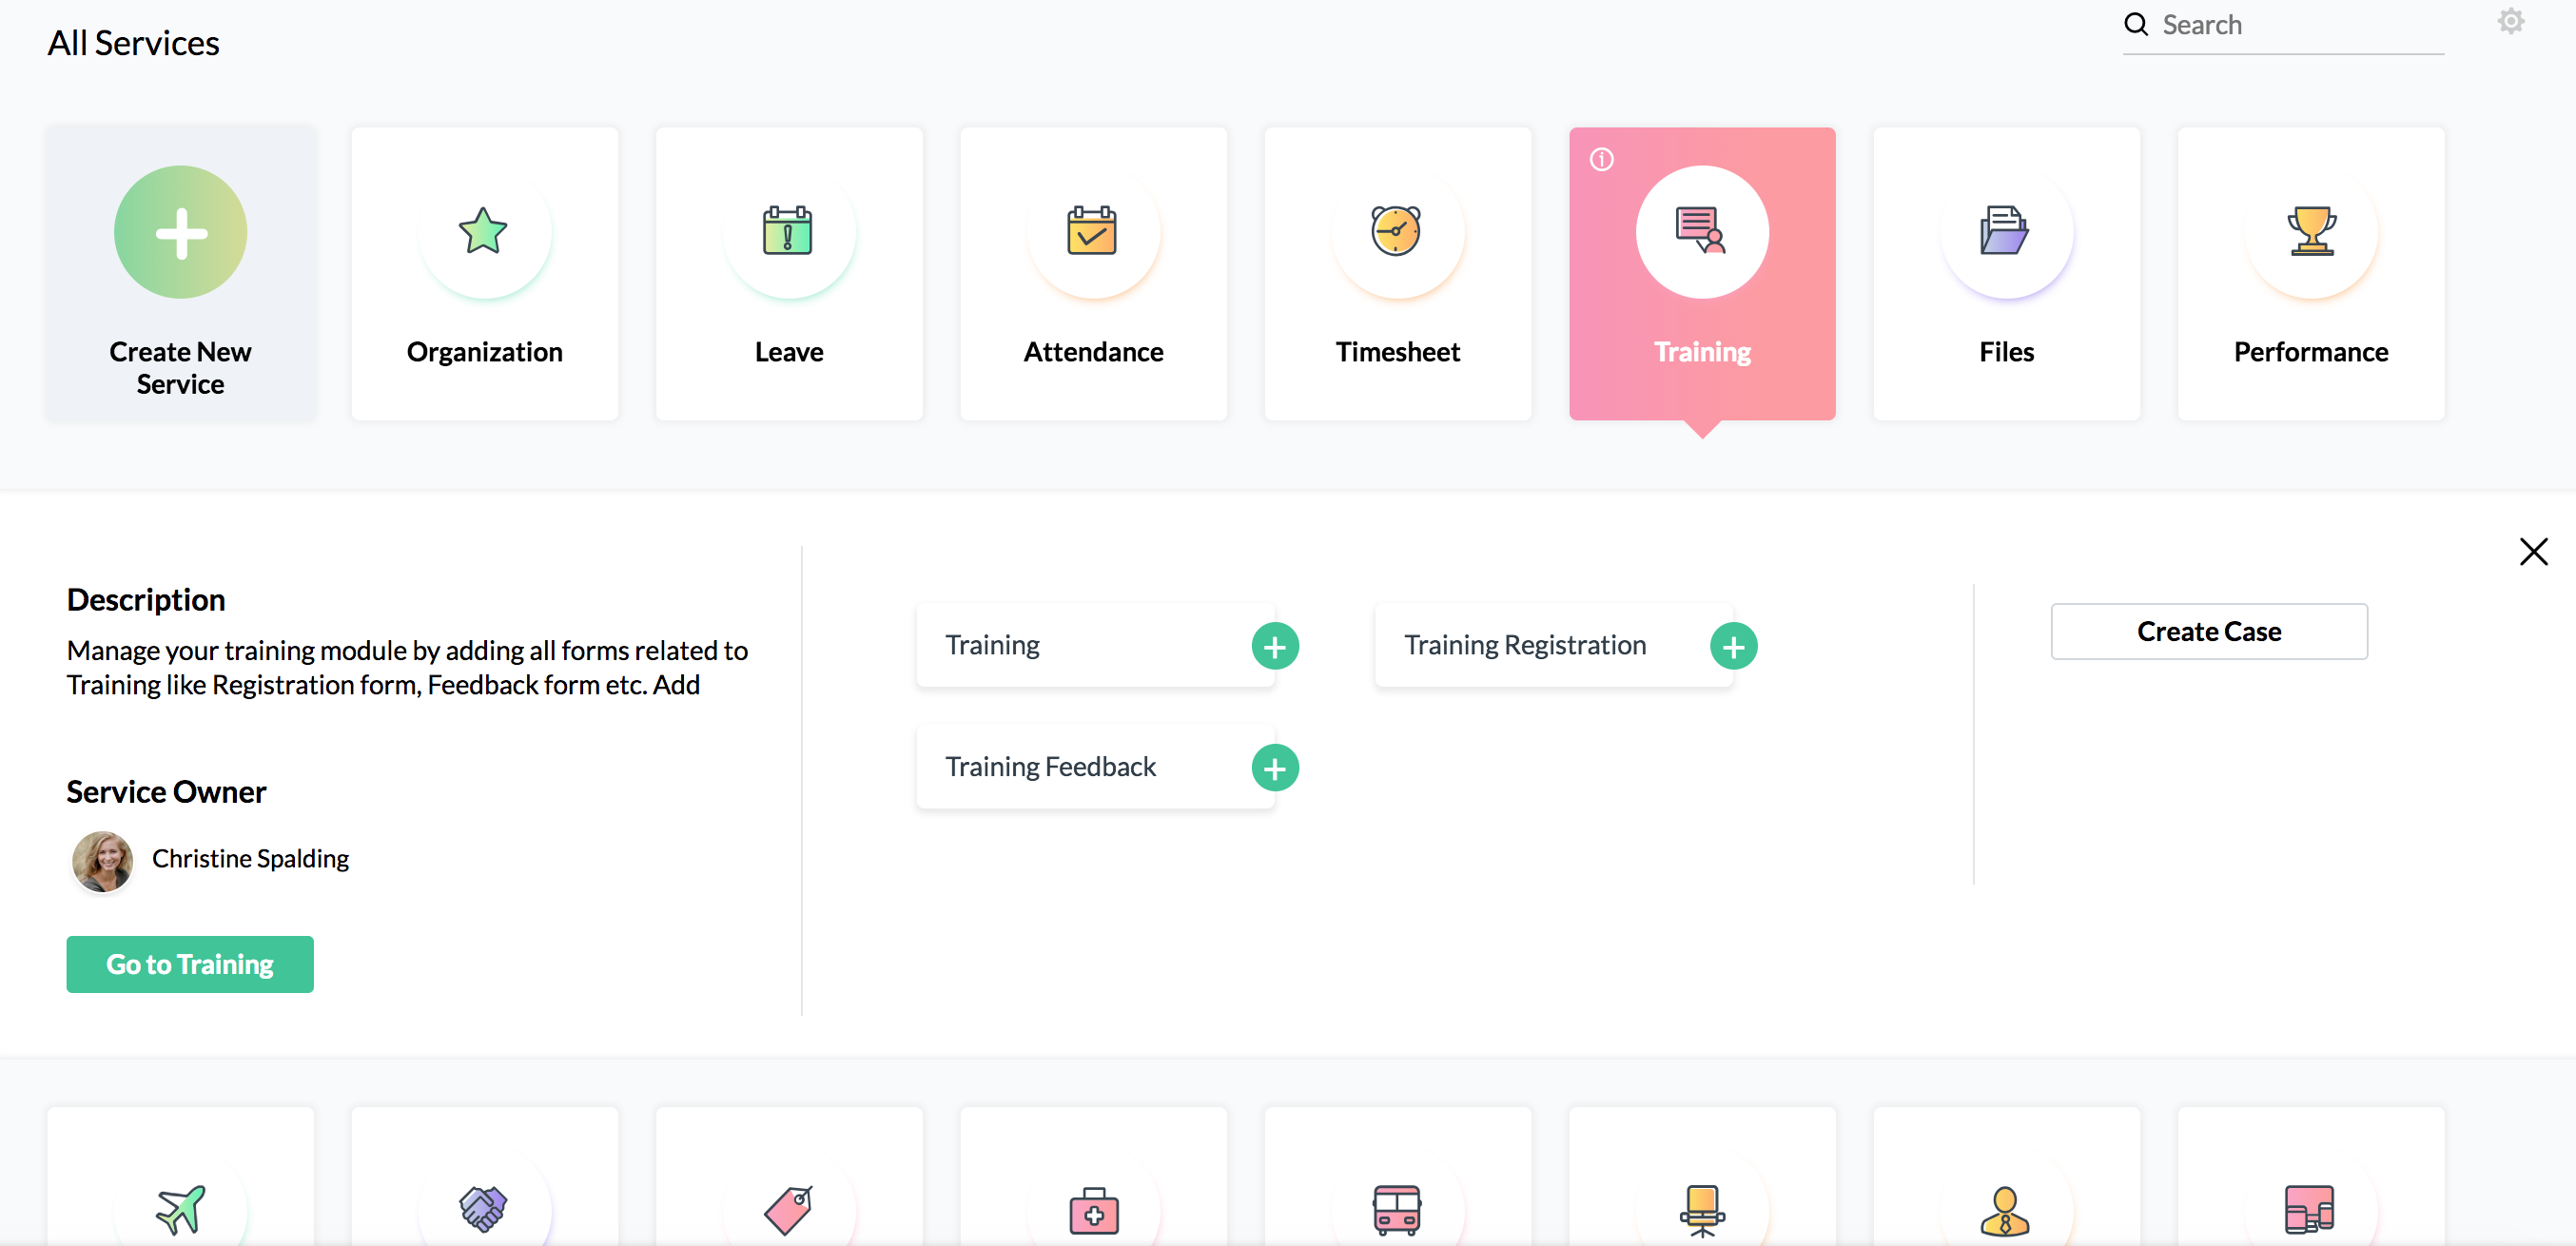 All Services
Search
Create New
Service
Organization
Leave
Attendance
Timesheet
Training
Files
Performance
Description
Manage your training module by adding all forms related to
Training like Registration form, Feedback form etc. Add
Service Owner
Christine Spalding
Go to Training
Training
Training Registration
Training Feedback
Create Case